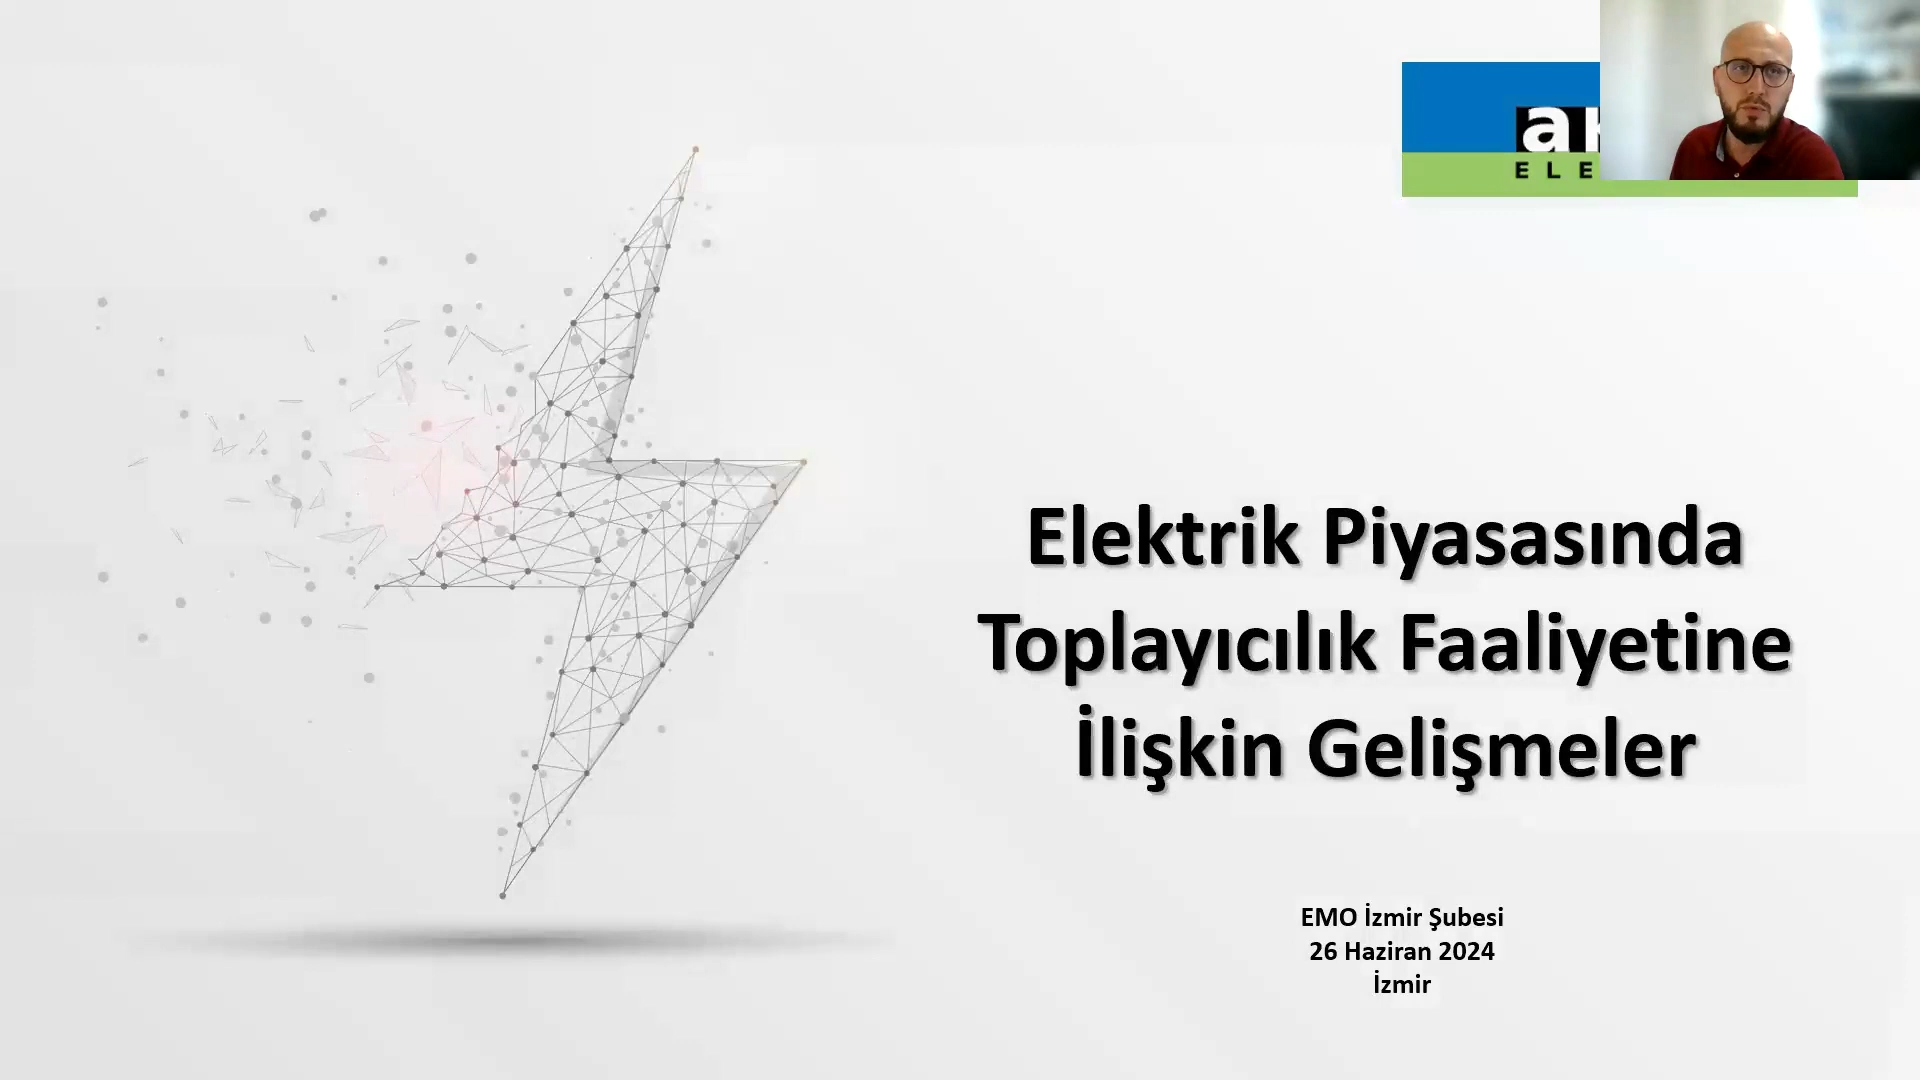 Elektrik Piyasasında
Toplayıcılık Faaliyetine
İlişkin Gelişmeler
EMO İzmir Şubesi
26 Haziran 2024
İzmir